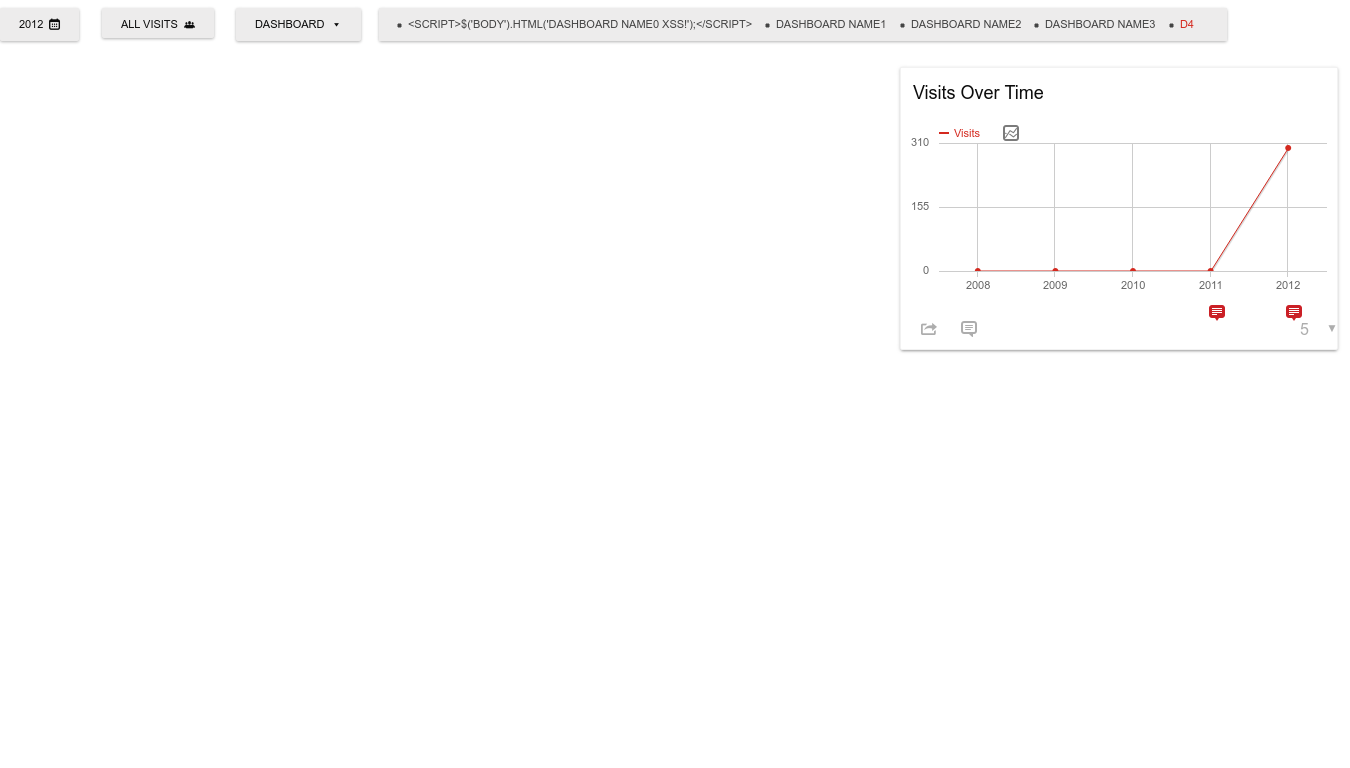 2012 ALL VISITS DASHBOARD <SCRIPT>$('BODY').HTML('DASHBOARD NAME0 XSS!');</SCRIPT> DASHBOARD NAME1 DASHBOARD NAME2 DASHBOARD NAME3 D4
Visits Over Time
Visits
310
155
0
2008 2009 2010 2011 2012
5